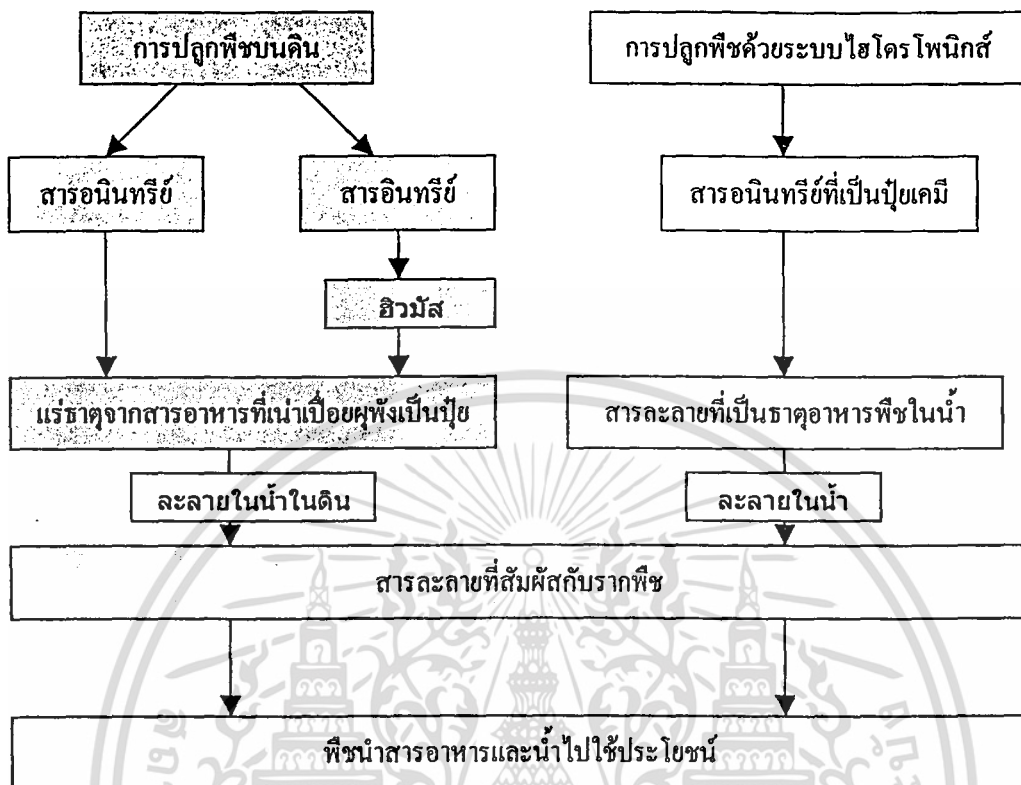 การปลูกพืชบนดิน
การปลูกพืชด้วยระบบไฮโครโพนิกส์
สารอนินทรีย์
สารอินทรีย์
สารอนินทรีย์ที่เป็นปุ๋ยเคมี
ฮิวมัส
แร่ธาตุจากสารอาหารที่เน่าเปื่อยผุพังเป็นปุ๋ย
สารละลายที่เป็นธาตุอาหารพืชในน้ำ
ละลายในน้ำในดิน
ละลายในน้ำ
สารละลายที่สัมผัสกับรากพืช
พืชนำสารอาหารและน้ำไปใช้ประโยชน์